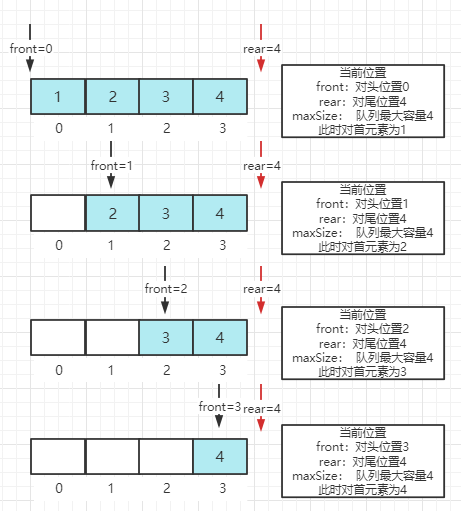 front=0
rear=4
1 2 3 4
0 1 2 3
当前位置
front：对头位置0
rear：对尾位置4
maxSize： 队列最大容量4
此时对首元素为1
front=1
rear=4
2 3 4
0 1 2 3
当前位置
front：对头位置1
rear：对尾位置4
maxSize： 队列最大容量4
此时对首元素为2
front=2
rear=4
3 4
0 1 2 3
当前位置
front：对头位置2
rear：对尾位置4
maxSize： 队列最大容量4
此时对首元素为3
front=3
rear=4
4
0 1 2 3
当前位置
front：对头位置3
rear：对尾位置4
maxSize： 队列最大容量4
此时对首元素为4